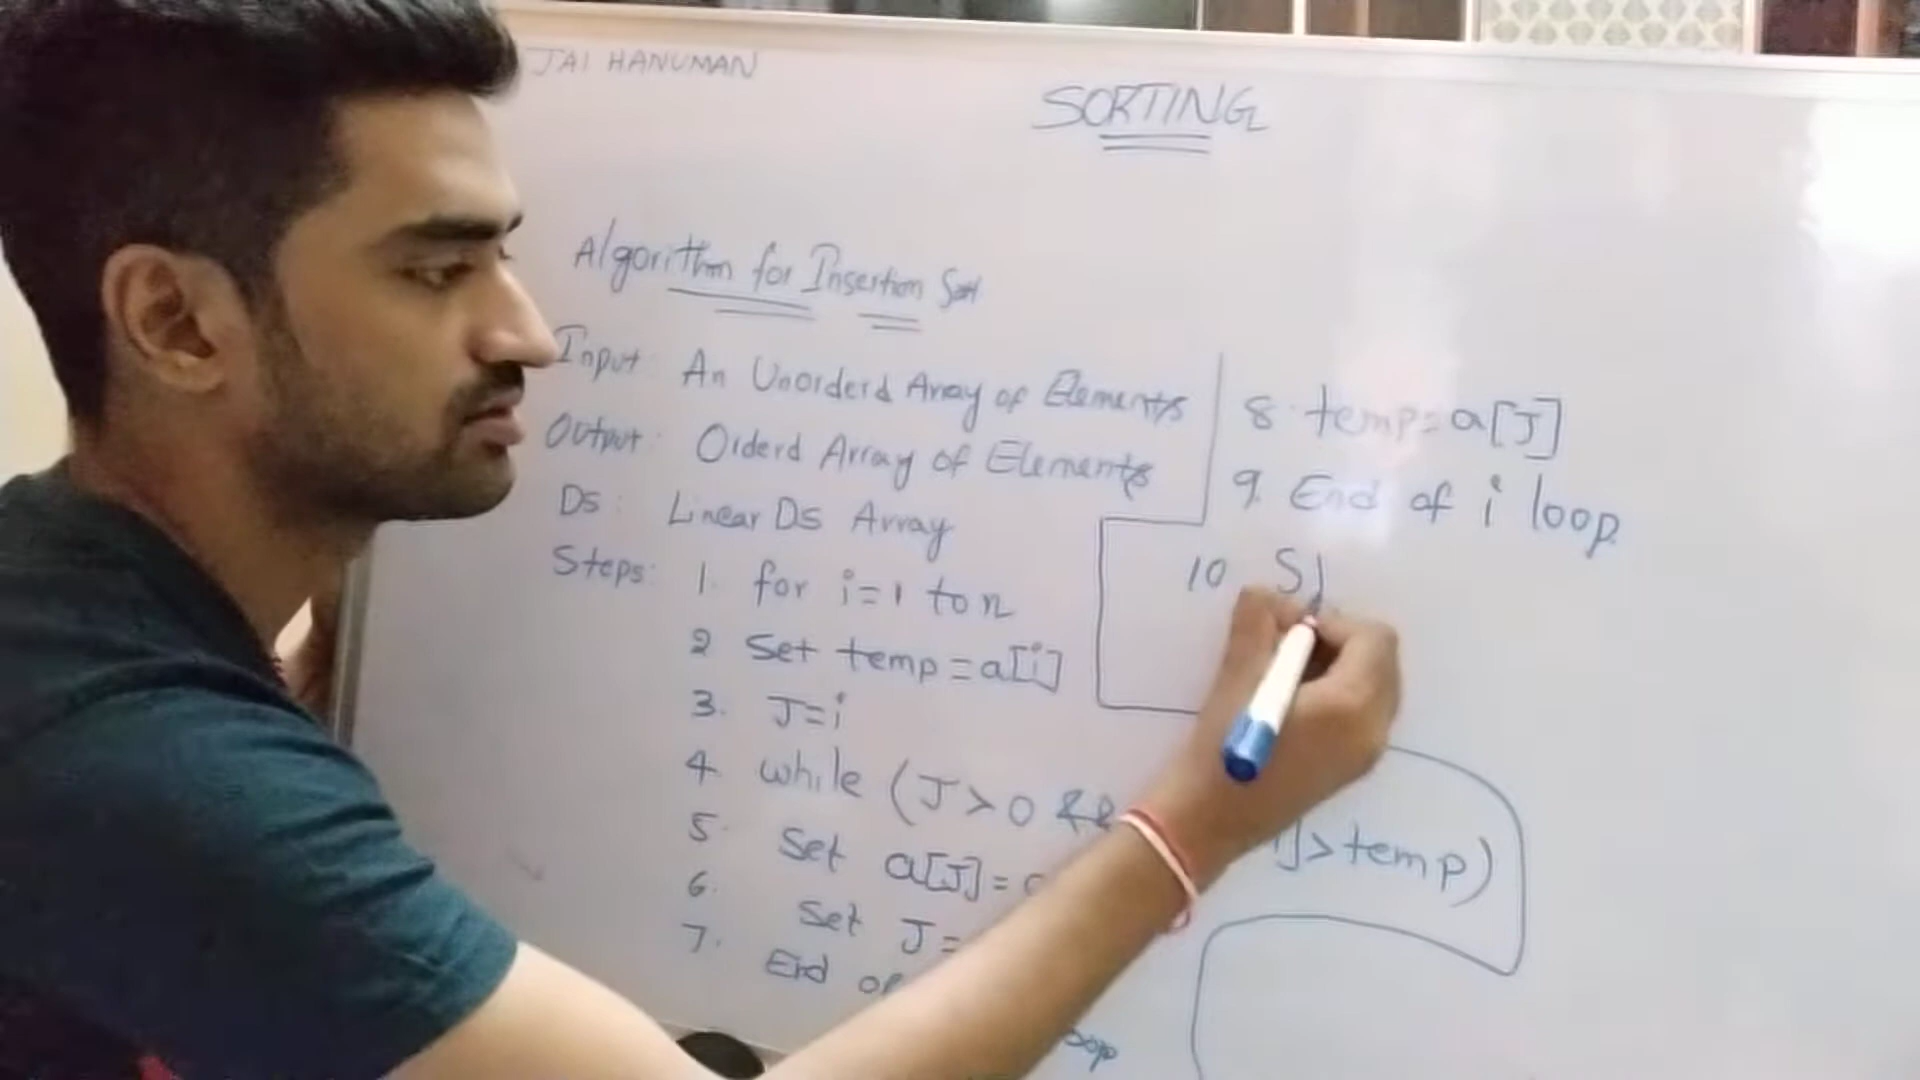 JAI HANUMAN
SORTING
Algorithm for Insertion Sort
Input: An Unorderd Array of Elements
Output: Orderd Array of Elements
Ds: Linear Ds Array
Steps: 1. for i=1 to n
2 Set temp=a[i]
3. J=i
4. while (J>0 &&
J>temp)
5. Set a[J]=
6. Set J=
7. End of
loop
8. temp=a[J]
9. End of i loop
10 St